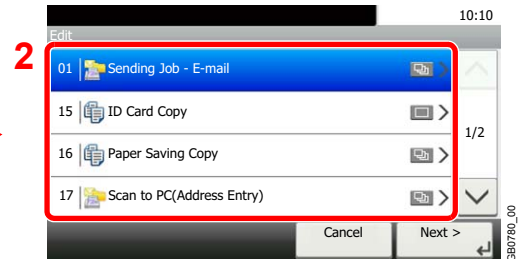 10:10
Edit
2
01 Sending Job - E-mail
15 ID Card Copy
1/2
16 Paper Saving Copy
17 Scan to PC(Address Entry)
Cancel Next >
GB0780_00